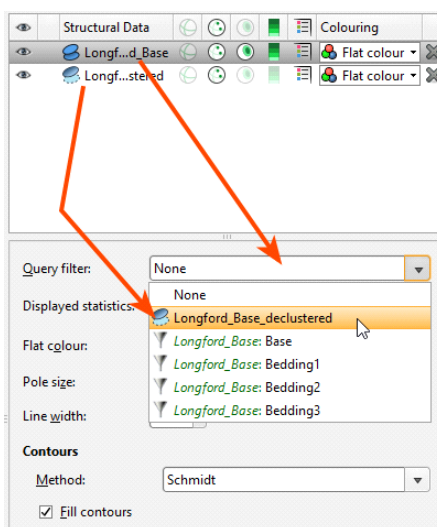 Structural Data Colouring
Longf...d_Base Flat colour
Longf...stered Flat colour
Query filter: None
None
Displayed statistics:
Longford_Base_declustered
Flat colour:
Longford_Base: Base
Longford_Base: Bedding1
Pole size:
Longford_Base: Bedding2
Longford_Base: Bedding3
Line width:
Contours
Method: Schmidt
Fill contours